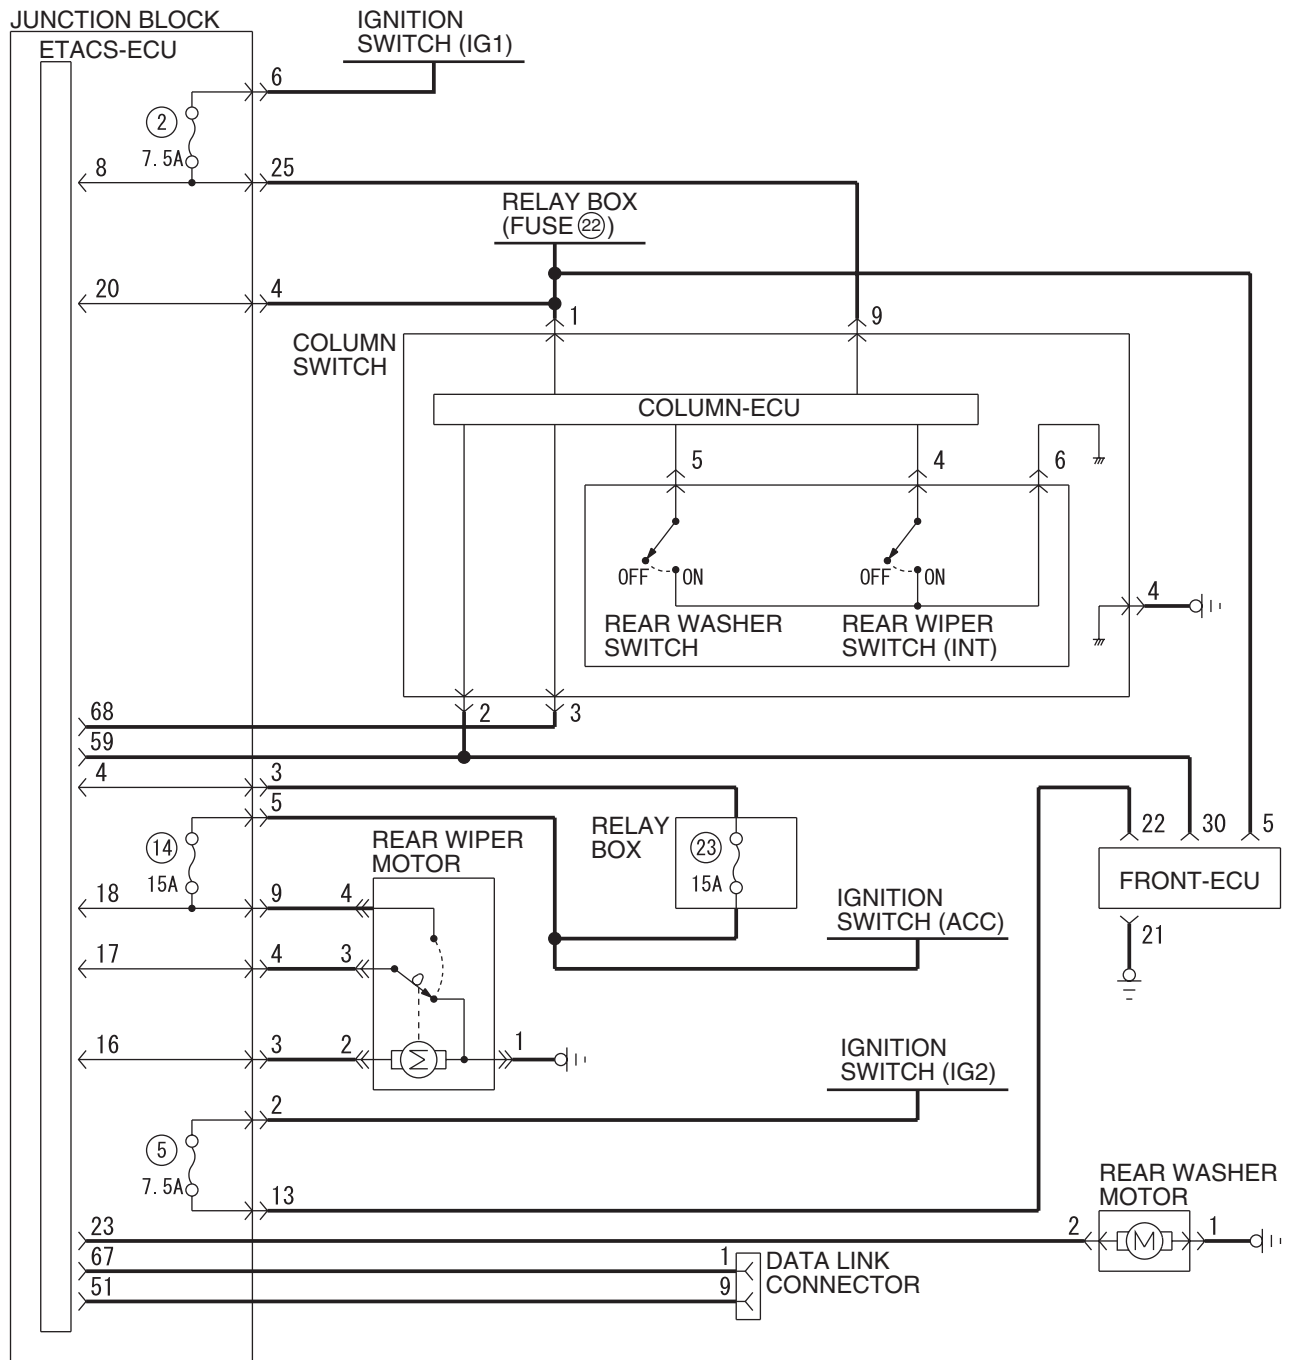 JUNCTION BLOCK
ETACS-ECU
IGNITION
SWITCH (IG1)
6
2
7.5A
8
25
RELAY BOX
(FUSE 22)
20
4
1
9
COLUMN
SWITCH
COLUMN-ECU
5
4
6
OFF
ON
OFF
ON
REAR WASHER
SWITCH
REAR WIPER
SWITCH (INT)
4
68
2
3
59
4
3
5
14
15A
REAR WIPER
MOTOR
RELAY
BOX
23
15A
22
30
5
FRONT-ECU
21
18
9
4
IGNITION
SWITCH (ACC)
17
4
3
16
3
2
M
1
IGNITION
SWITCH (IG2)
2
5
7.5A
13
REAR WASHER
MOTOR
23
2
M
1
67
1
DATA LINK
CONNECTOR
51
9